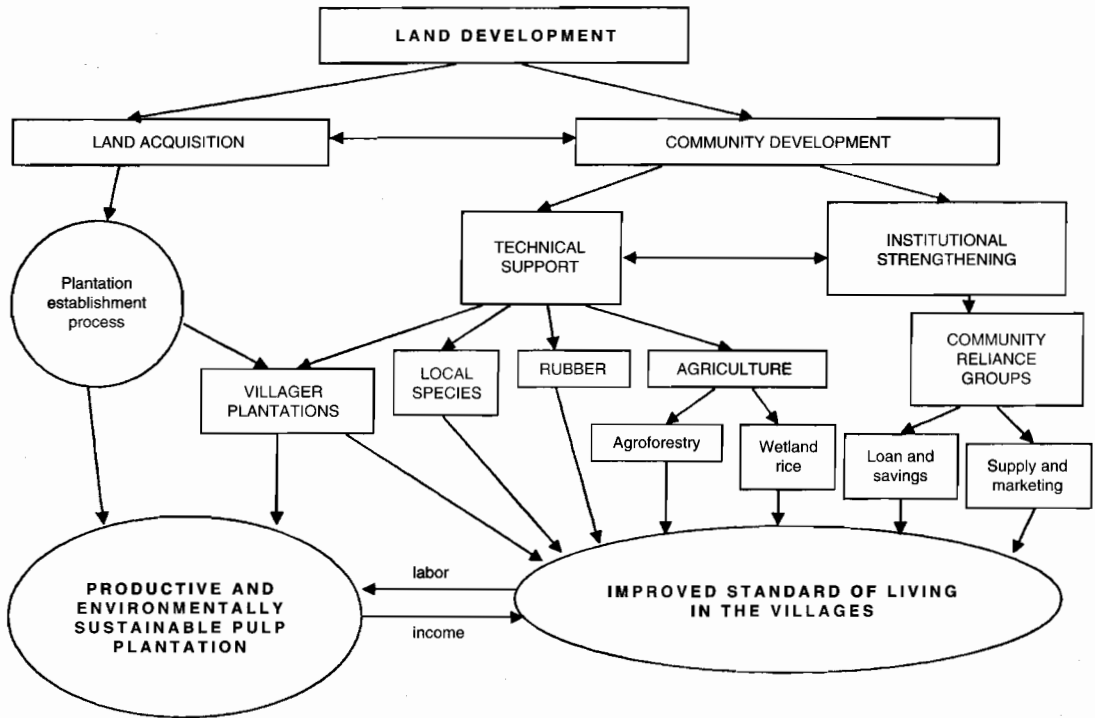 LAND DEVELOPMENT
LAND ACQUISITION
COMMUNITY DEVELOPMENT
TECHNICAL
SUPPORT
INSTITUTIONAL
STRENGTHENING
Plantation
establishment
process
VILLAGER
PLANTATIONS
LOCAL
SPECIES
RUBBER
AGRICULTURE
COMMUNITY
RELIANCE
GROUPS
Agroforestry
Wetland
rice
Loan and
savings
Supply and
marketing
PRODUCTIVE AND
ENVIRONMENTALLY
SUSTAINABLE PULP
PLANTATION
labor
income
IMPROVED STANDARD OF LIVING
IN THE VILLAGES